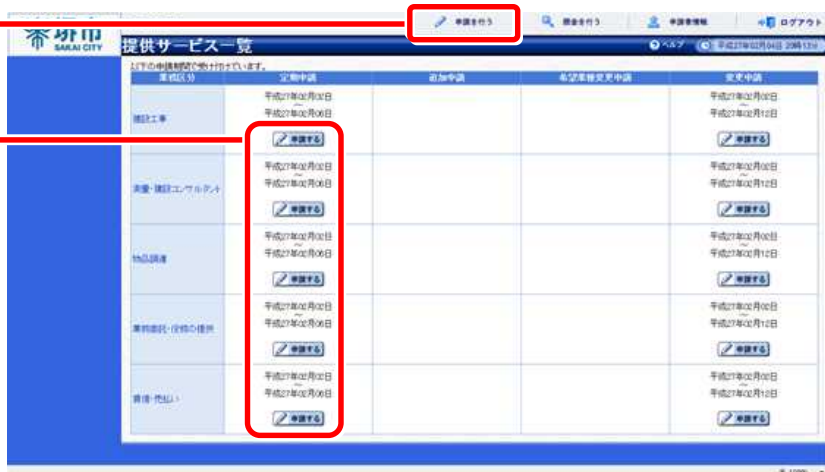 申請を行う 照会を行う 申請者情報 ログアウト
堺市
SAKAI CITY
提供サービス一覧
ヘルプ 平成27年02月04日 20時13分
以下の申請期間で受け付けています。
業種区分 定期申請 追加申請 希望業種変更申請 変更申請
建設工事
平成27年02月02日 平成27年02月02日
～ ～
平成27年02月06日 平成27年02月12日
申請する 申請する
測量・建設コンサルタント
平成27年02月02日 平成27年02月02日
～ ～
平成27年02月06日 平成27年02月12日
申請する 申請する
物品調達
平成27年02月02日 平成27年02月02日
～ ～
平成27年02月06日 平成27年02月12日
申請する 申請する
業務委託・役務の提供
平成27年02月02日 平成27年02月02日
～ ～
平成27年02月06日 平成27年02月12日
申請する 申請する
賃借・売払い
平成27年02月02日 平成27年02月02日
～ ～
平成27年02月06日 平成27年02月12日
申請する 申請する